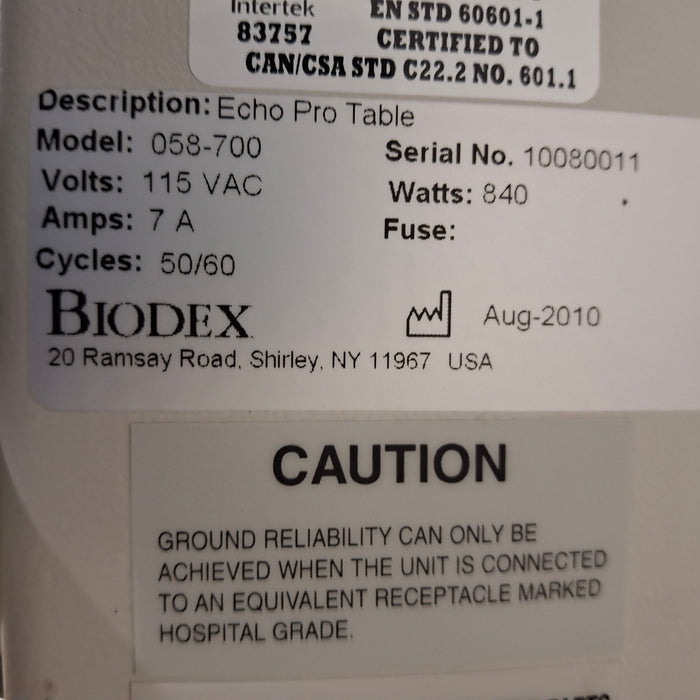 Intertek
83757
EN STD 60601-1
CERTIFIED TO
CAN/CSA STD C22.2 NO. 601.1
Description: Echo Pro Table
Model: 058-700
Serial No. 10080011
Volts: 115 VAC
Watts: 840
Amps: 7 A
Fuse:
Cycles: 50/60
BIODEX
Aug-2010
20 Ramsay Road, Shirley, NY 11967 USA
CAUTION
GROUND RELIABILITY CAN ONLY BE
ACHIEVED WHEN THE UNIT IS CONNECTED
TO AN EQUIVALENT RECEPTACLE MARKED
HOSPITAL GRADE.